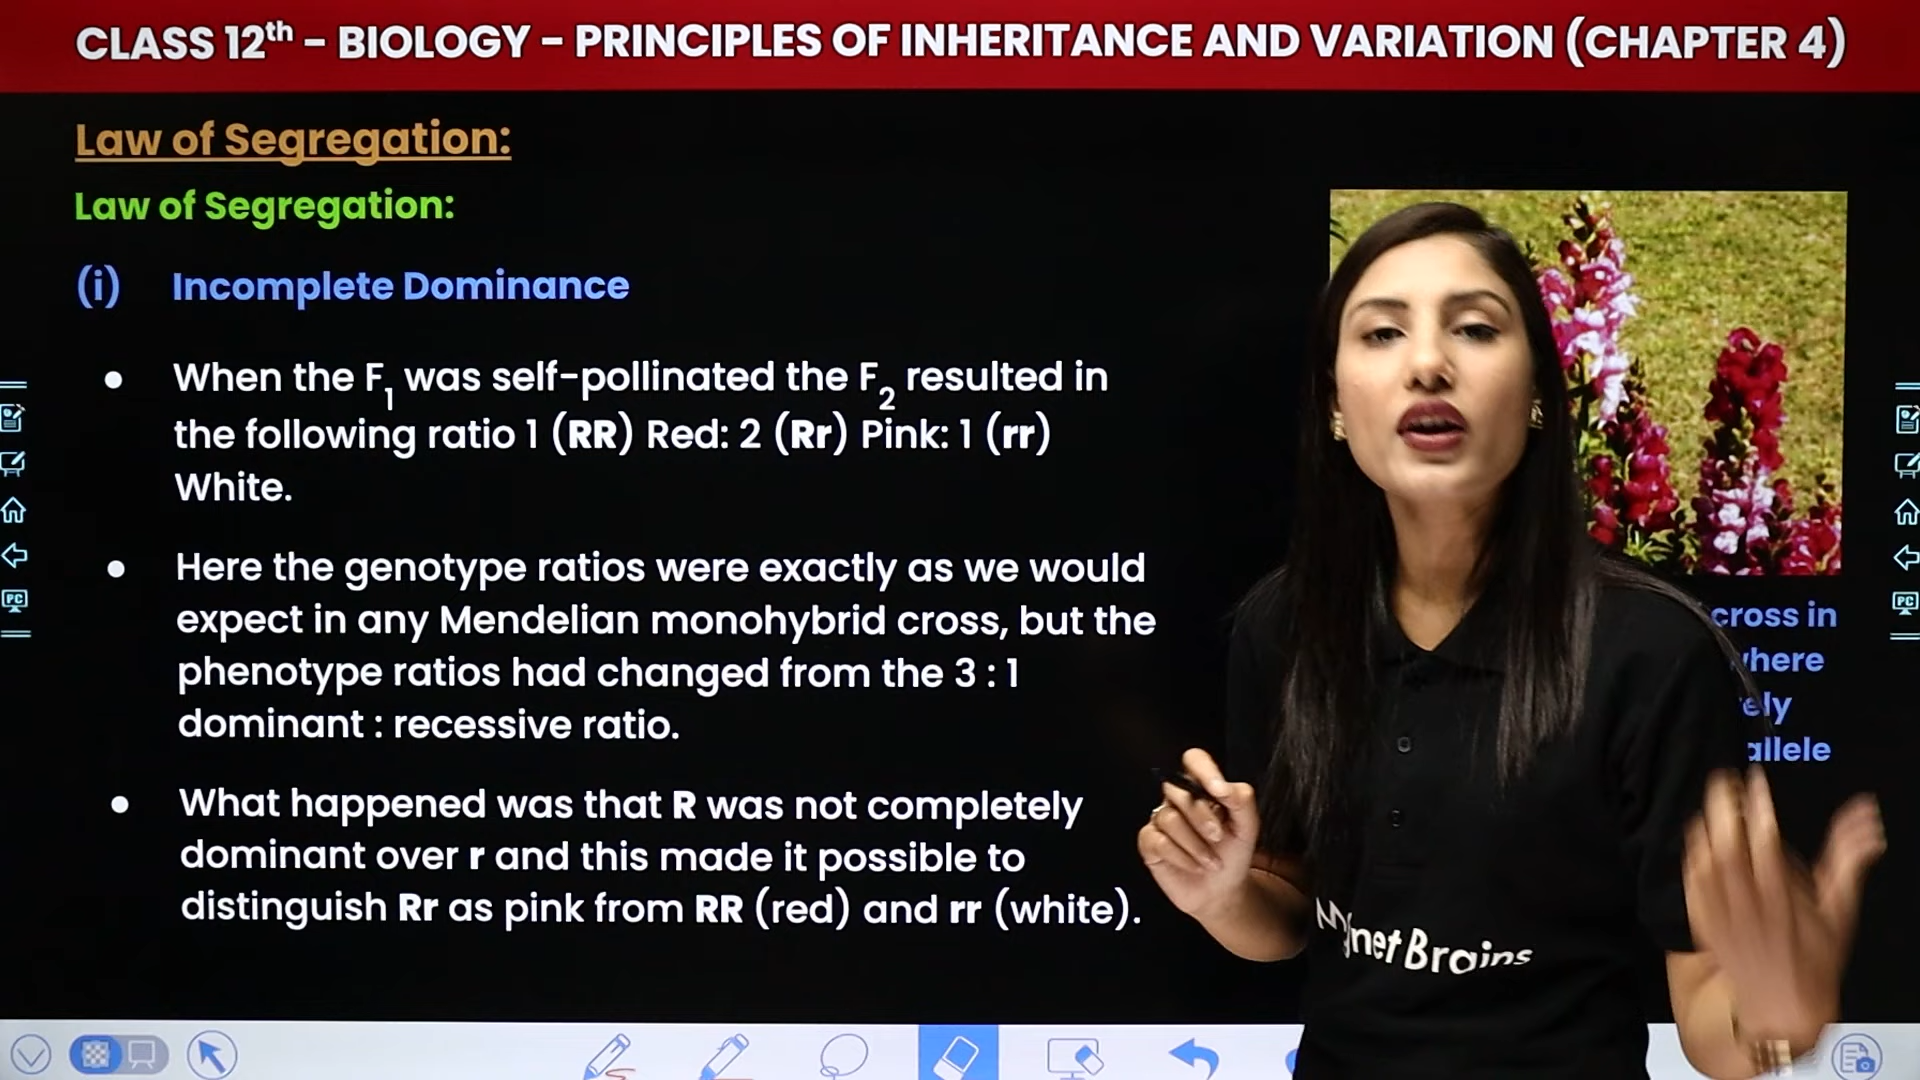 CLASS 12th - BIOLOGY - PRINCIPLES OF INHERITANCE AND VARIATION (CHAPTER 4)
Law of Segregation:
Law of Segregation:
(i) Incomplete Dominance
• When the F1 was self-pollinated the F2 resulted in
the following ratio 1 (RR) Red: 2 (Rr) Pink: 1 (rr)
White.
• Here the genotype ratios were exactly as we would
expect in any Mendelian monohybrid cross, but the
phenotype ratios had changed from the 3 : 1
dominant : recessive ratio.
• What happened was that R was not completely
dominant over r and this made it possible to
distinguish Rr as pink from RR (red) and rr (white).
cross in
allele
netBrains
PC
PC